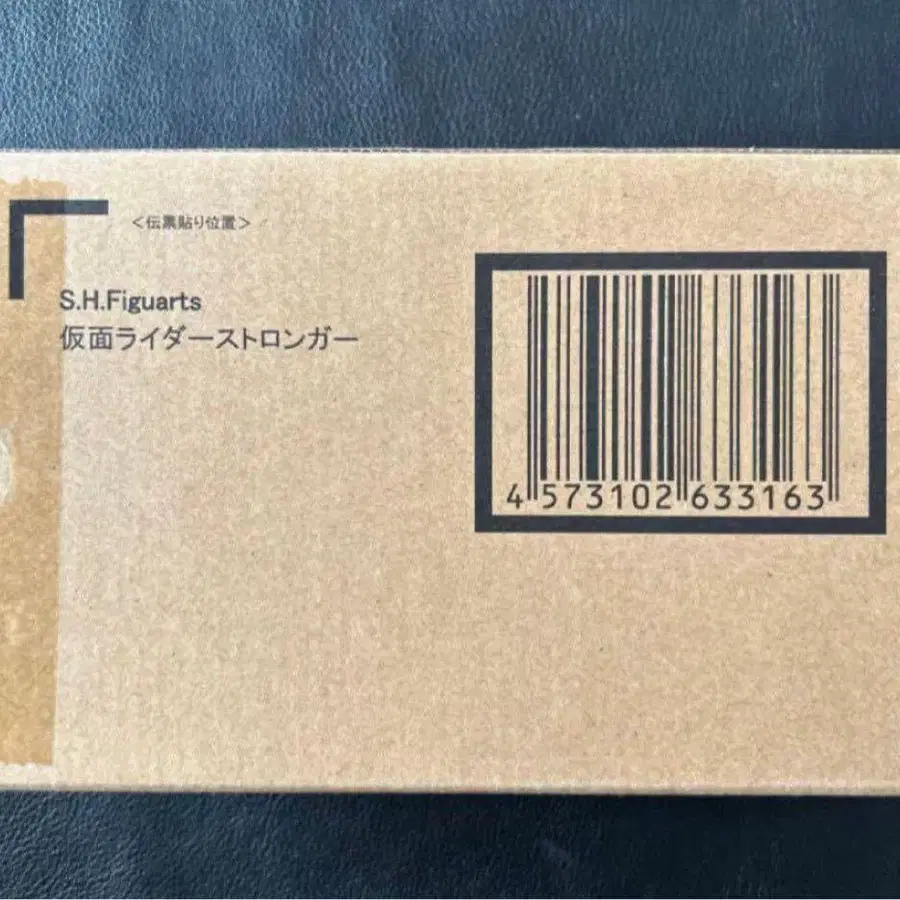 ＜伝票貼り位置＞
S.H.Figuarts
仮面ライダーストロンガー
4 573102 633163